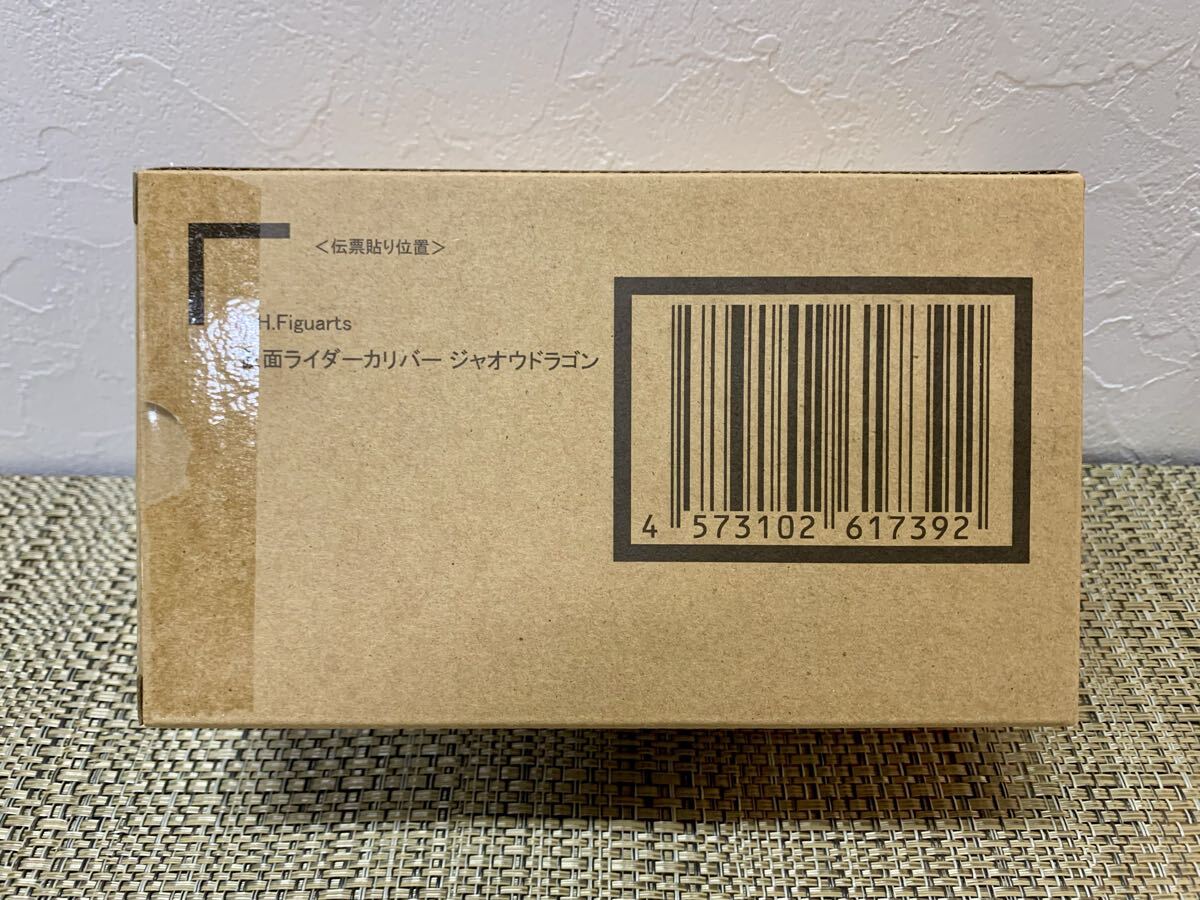 <伝票貼り位置>
H.Figuarts
面ライダーカリバー ジャオウドラゴン
4 573102 617392